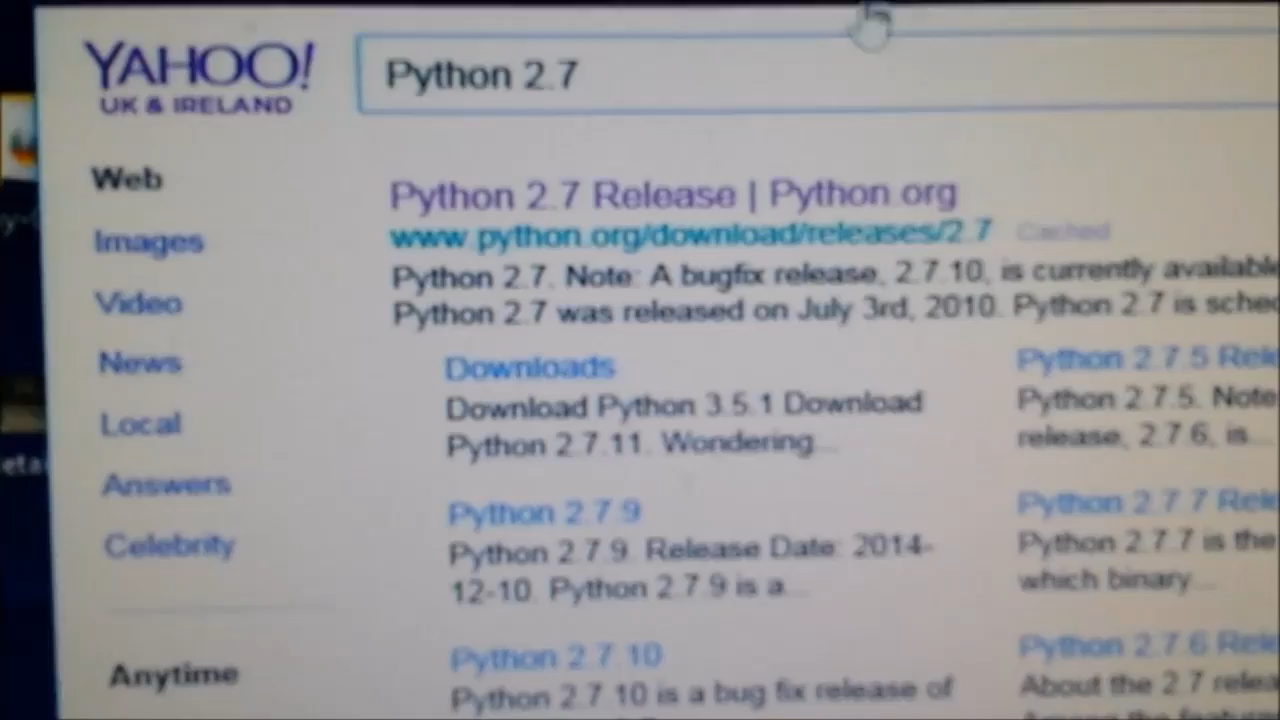 YAHOO!
UK & IRELAND
Python 2.7
Web
Images
Video
News
Local
Answers
Celebrity
Anytime
Python 2.7 Release | Python.org
www.python.org/download/releases/2.7 Cached
Python 2.7. Note: A bugfix release, 2.7.10, is currently available
Python 2.7 was released on July 3rd, 2010. Python 2.7 is sche
Downloads
Download Python 3.5.1 Download
Python 2.7.11. Wondering...
Python 2.7.5 Rele
Python 2.7.5. Note
release, 2.7.6, is...
Python 2.7.9
Python 2.7.9. Release Date: 2014-
12-10. Python 2.7.9 is a...
Python 2.7.7 Rele
Python 2.7.7 is the
which binary...
Python 2.7.10
Python 2.7.10 is a bug fix release of
Python 2.7.6 Rele
About the 2.7 relea